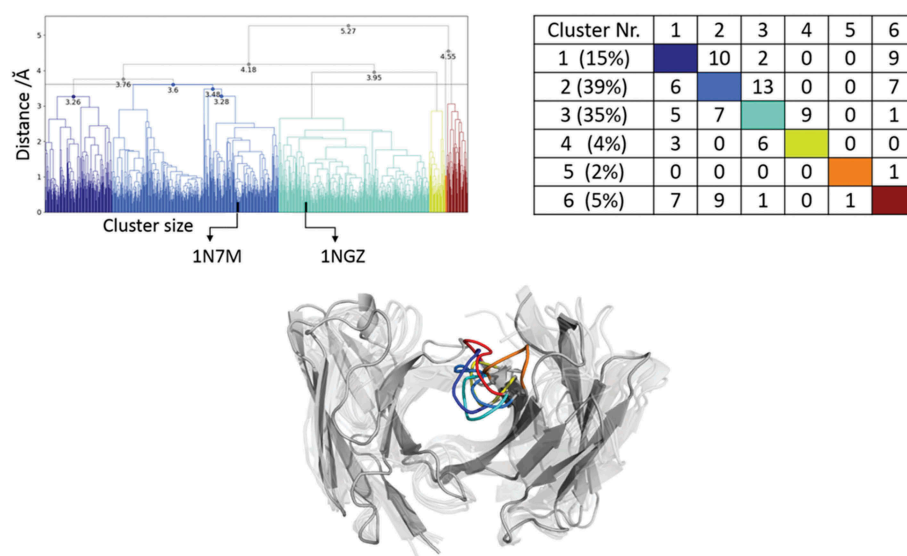 Distance /Å
5
4
3
2
1
0
5.27
4.55
4.18
3.95
3.76
3.6
3.48
3.28
3.26
Cluster size
1N7M 1NGZ
Cluster Nr. 1 2 3 4 5 6
1 (15%) 10 2 0 0 9
2 (39%) 6 13 0 0 7
3 (35%) 5 7 9 0 1
4 (4%) 3 0 6 0 0
5 (2%) 0 0 0 0 1
6 (5%) 7 9 1 0 1